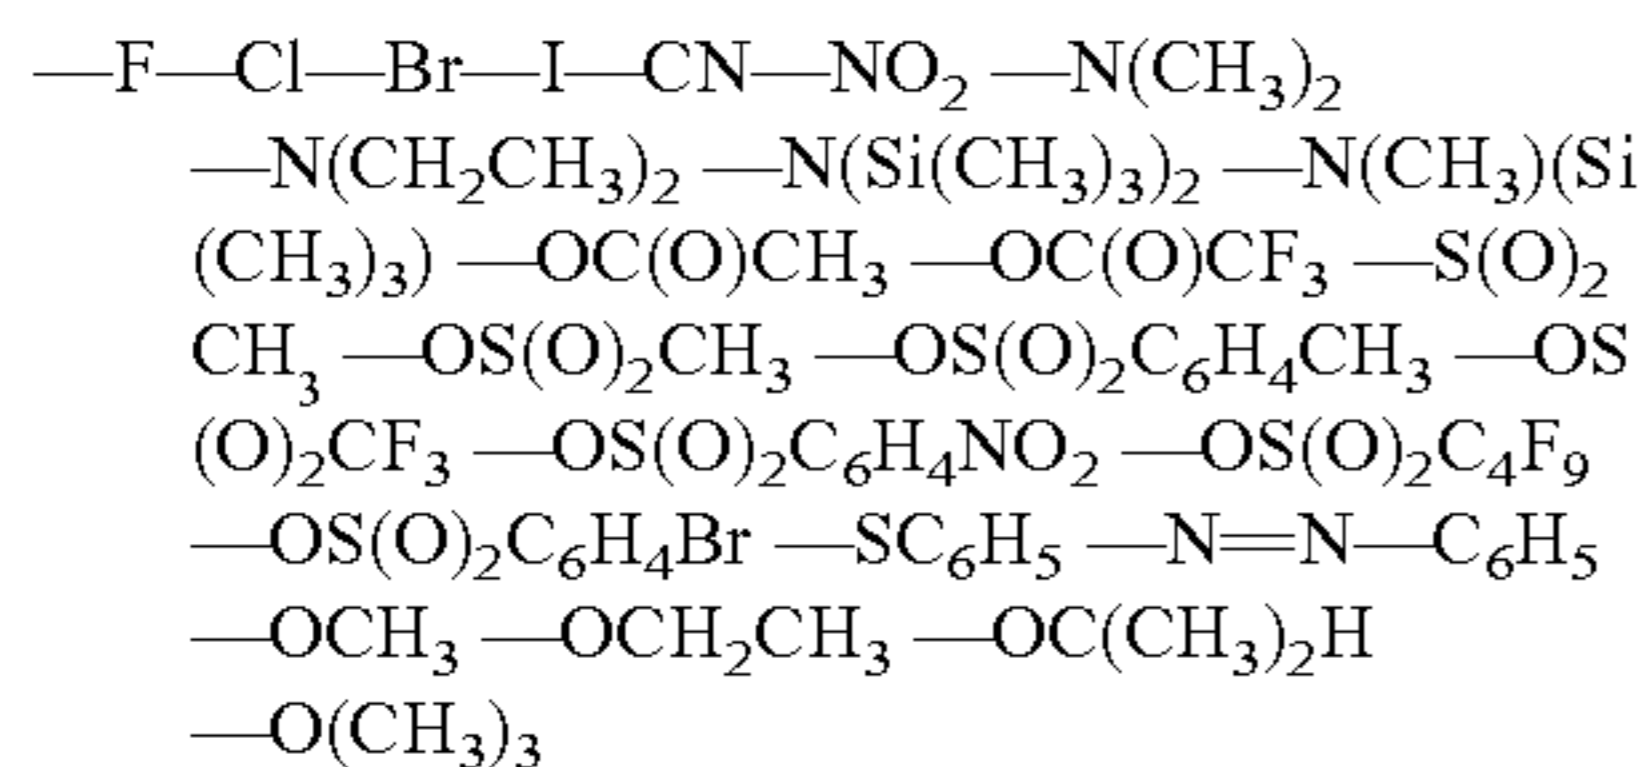 —F—Cl—Br—I—CN—NO₂ —N(CH₃)₂
—N(CH₂CH₃)₂ —N(Si(CH₃)₃)₂ —N(CH₃)(Si
(CH₃)₃) —OC(O)CH₃ —OC(O)CF₃ —S(O)₂
CH₃ —OS(O)₂CH₃ —OS(O)₂C₆H₄CH₃ —OS
(O)₂CF₃ —OS(O)₂C₆H₄NO₂ —OS(O)₂C₄F₉
—OS(O)₂C₆H₄Br —SC₆H₅ —N=N—C₆H₅
—OCH₃ —OCH₂CH₃ —OC(CH₃)₂H
—O(CH₃)₃